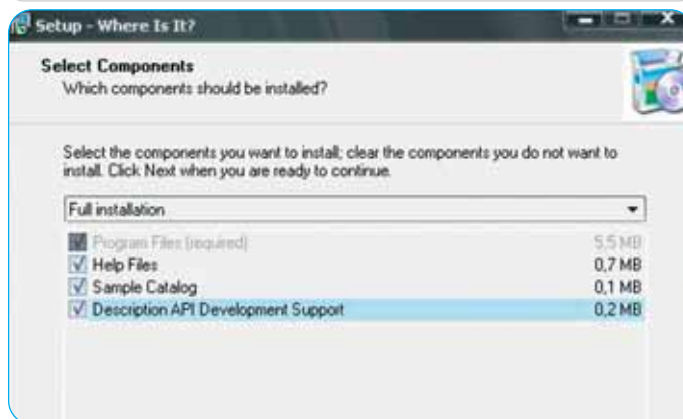 Setup - Where Is It?
Select Components
Which components should be installed?
Select the components you want to install; clear the components you do not want to
install. Click Next when you are ready to continue.
Full installation
Program Files (required) 5,5 MB
Help Files 0,7 MB
Sample Catalog 0,1 MB
Description API Development Support 0,2 MB